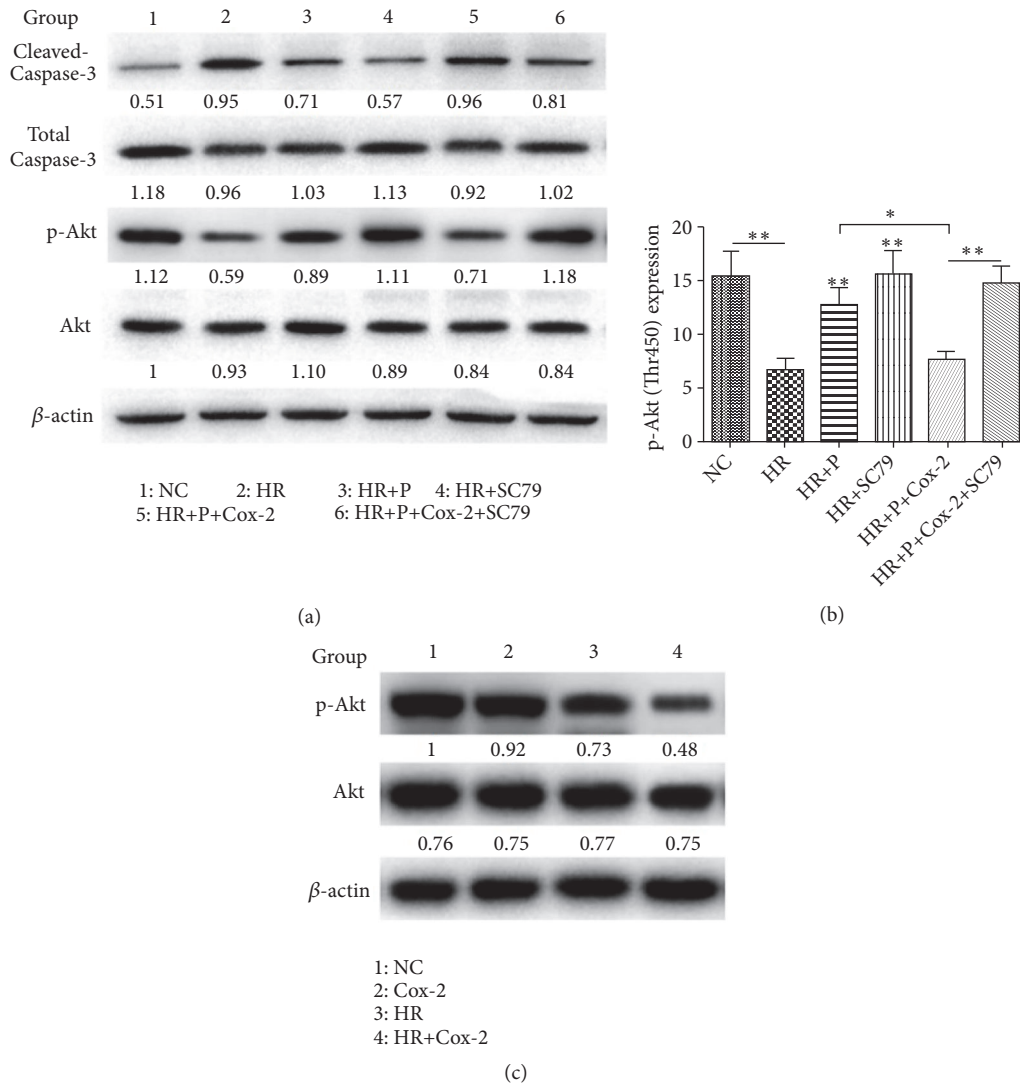 Group 1 2 3 4 5 6
Cleaved-
Caspase-3
0.51 0.95 0.71 0.57 0.96 0.81
Total
Caspase-3
1.18 0.96 1.03 1.13 0.92 1.02
p-Akt
1.12 0.59 0.89 1.11 0.71 1.18
Akt
1 0.93 1.10 0.89 0.84 0.84
β-actin
1: NC 2: HR 3: HR+P 4: HR+SC79
5: HR+P+Cox-2 6: HR+P+Cox-2+SC79
(a)
p-Akt (Thr450) expression
20
15
10
5
0
** ** ** * **
NC
HR
HR+P
HR+SC79
HR+P+Cox-2
HR+P+Cox-2+SC79
(b)
Group 1 2 3 4
p-Akt
1 0.92 0.73 0.48
Akt
0.76 0.75 0.77 0.75
β-actin
1: NC
2: Cox-2
3: HR
4: HR+Cox-2
(c)